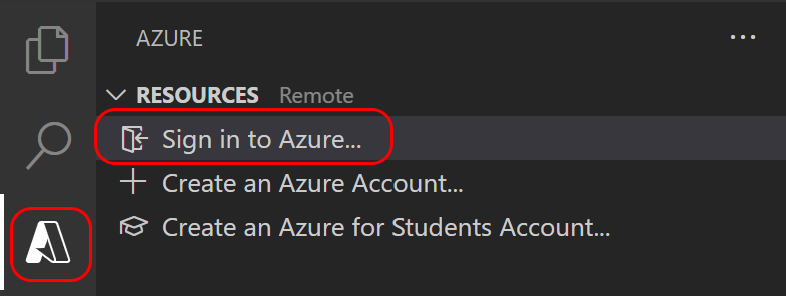 AZURE
RESOURCES Remote
Sign in to Azure...
Create an Azure Account...
Create an Azure for Students Account...